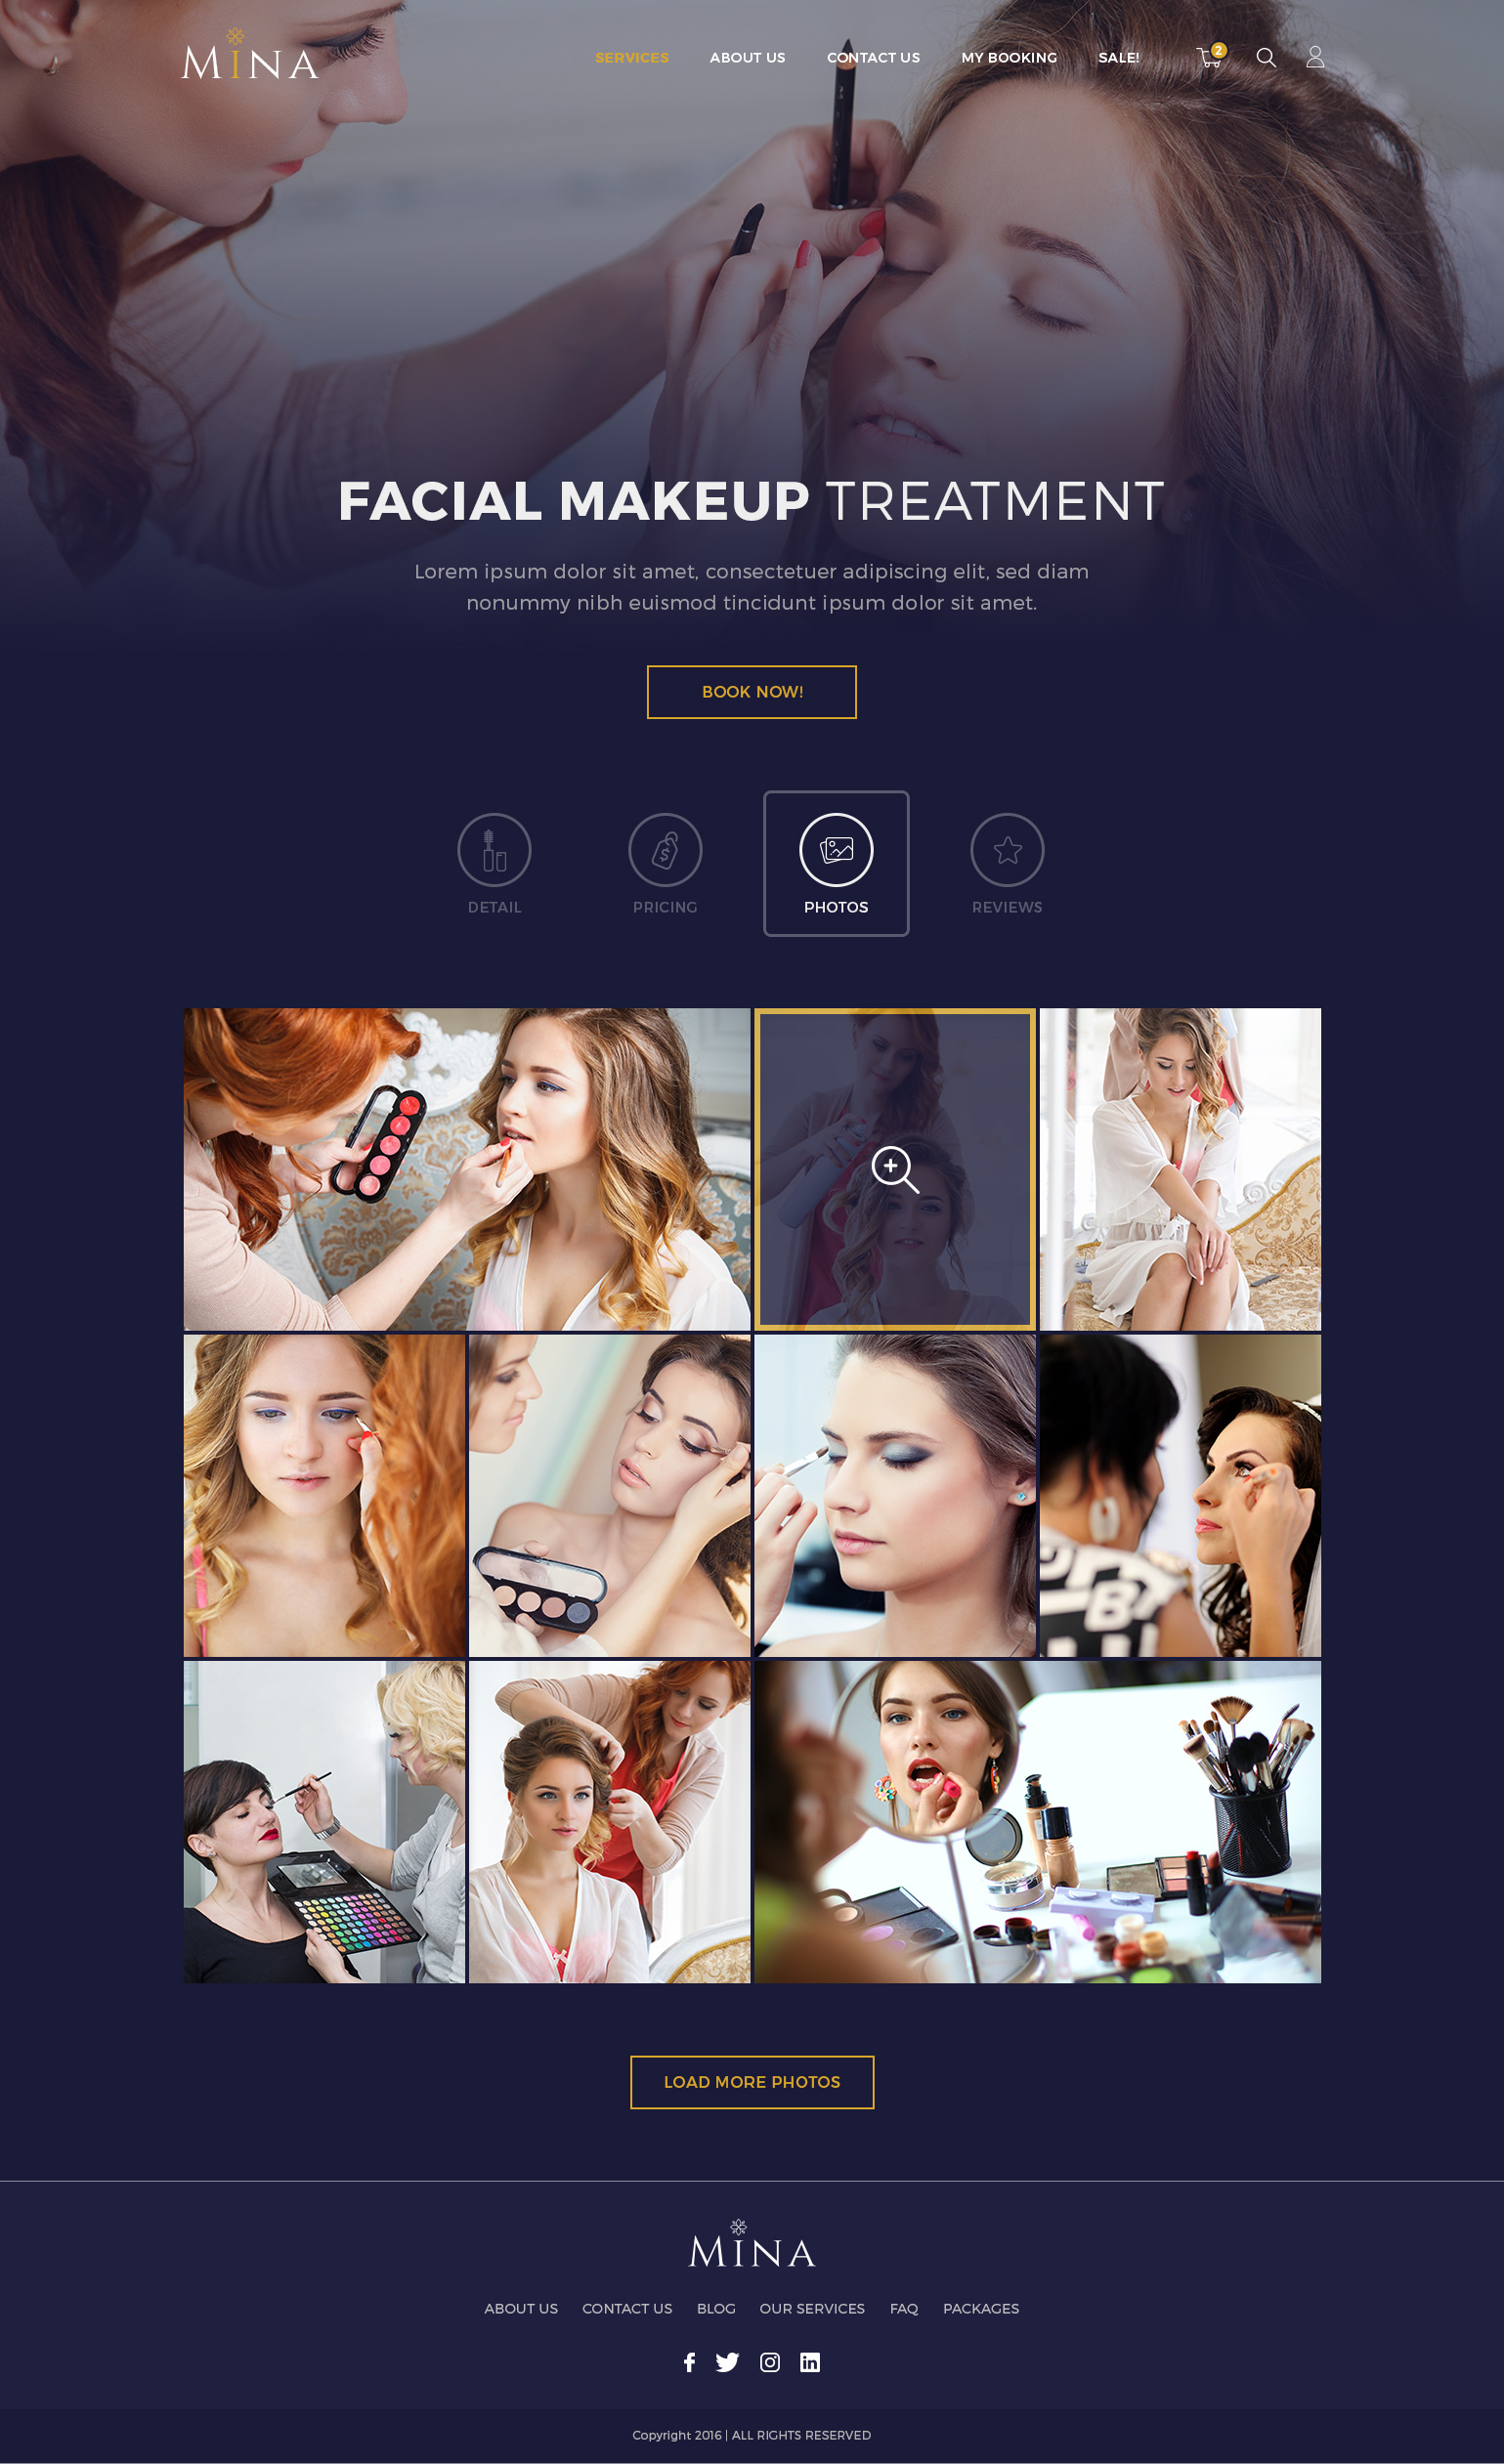 MINA
SERVICES ABOUT US CONTACT US MY BOOKING SALE! 2
FACIAL MAKEUP TREATMENT
Lorem ipsum dolor sit amet, consectetuer adipiscing elit, sed diam
nonummy nibh euismod tincidunt ipsum dolor sit amet.
BOOK NOW!
DETAIL PRICING PHOTOS REVIEWS
LOAD MORE PHOTOS
MINA
ABOUT US CONTACT US BLOG OUR SERVICES FAQ PACKAGES
Copyright 2016 | ALL RIGHTS RESERVED